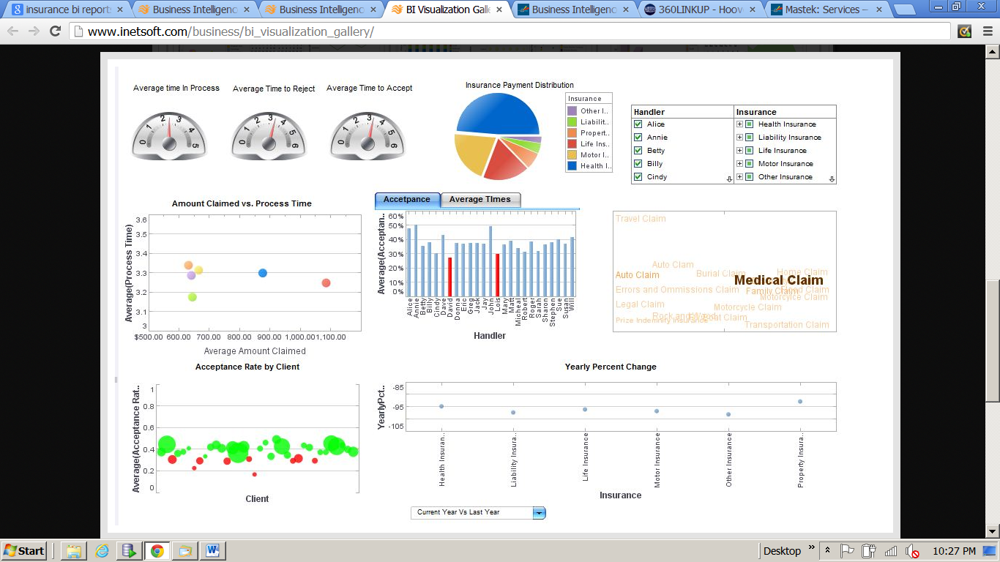 insurance bi reports
Business Intelligenc
Business Intelligenc
BI Visualization Galle
Business Intelligenc
360LINKUP - Hoov
Mastek: Services –
www.inetsoft.com/business/bi_visualization_gallery/
Average time In Process
Average Time to Reject
Average Time to Accept
0 1 2 3 4 5
0 1 2 3 4 5 6
0 1 2 3 4 5 6
Insurance Payment Distribution
Insurance
Other I..
Liabilit..
Propert..
Life Ins..
Motor I..
Health I..
Handler
Insurance
Alice
Health Insurance
Annie
Liability Insurance
Betty
Life Insurance
Billy
Motor Insurance
Cindy
Other Insurance
Amount Claimed vs. Process Time
Average(Process Time)
3.6
3.5
3.4
3.3
3.2
3.1
3
$500.00 600.00 700.00 800.00 900.00 1,000.00 1,100.00
Average Amount Claimed
Accetpance
Average TImes
Average(Acceptan..
60%
50%
40%
30%
20%
10%
0%
Alice
Annie
Betty
Billy
Cindy
Dave
David
Donna
Eric
Greg
Jack
Jay
John
Lois
Mary
Matt
Micheal
Robert
Roger
Sarah
Sharon
Stephen
Sue
Susan
Will
Handler
Travel Claim
Auto Clam
Auto Claim
Burial Claim
Home Claim
Medical Claim
Errors and Ommissions Claim
Family Claim
Flood Claim
Motorcylce Claim
Legal Claim
Motorcycle Claim
Boat Claim
Prize Indemnity Insurance
Transportation Claim
Acceptance Rate by Client
Average(Acceptance Rat..
1
0.8
0.6
0.4
0.2
0
Client
Yearly Percent Change
YearlyPct..
-85
-95
-105
Health Insuran..
Liability Insura..
Life Insurance
Motor Insurance
Other Insurance
Property Insura..
Insurance
Current Year Vs Last Year
Start
Desktop
10:27 PM